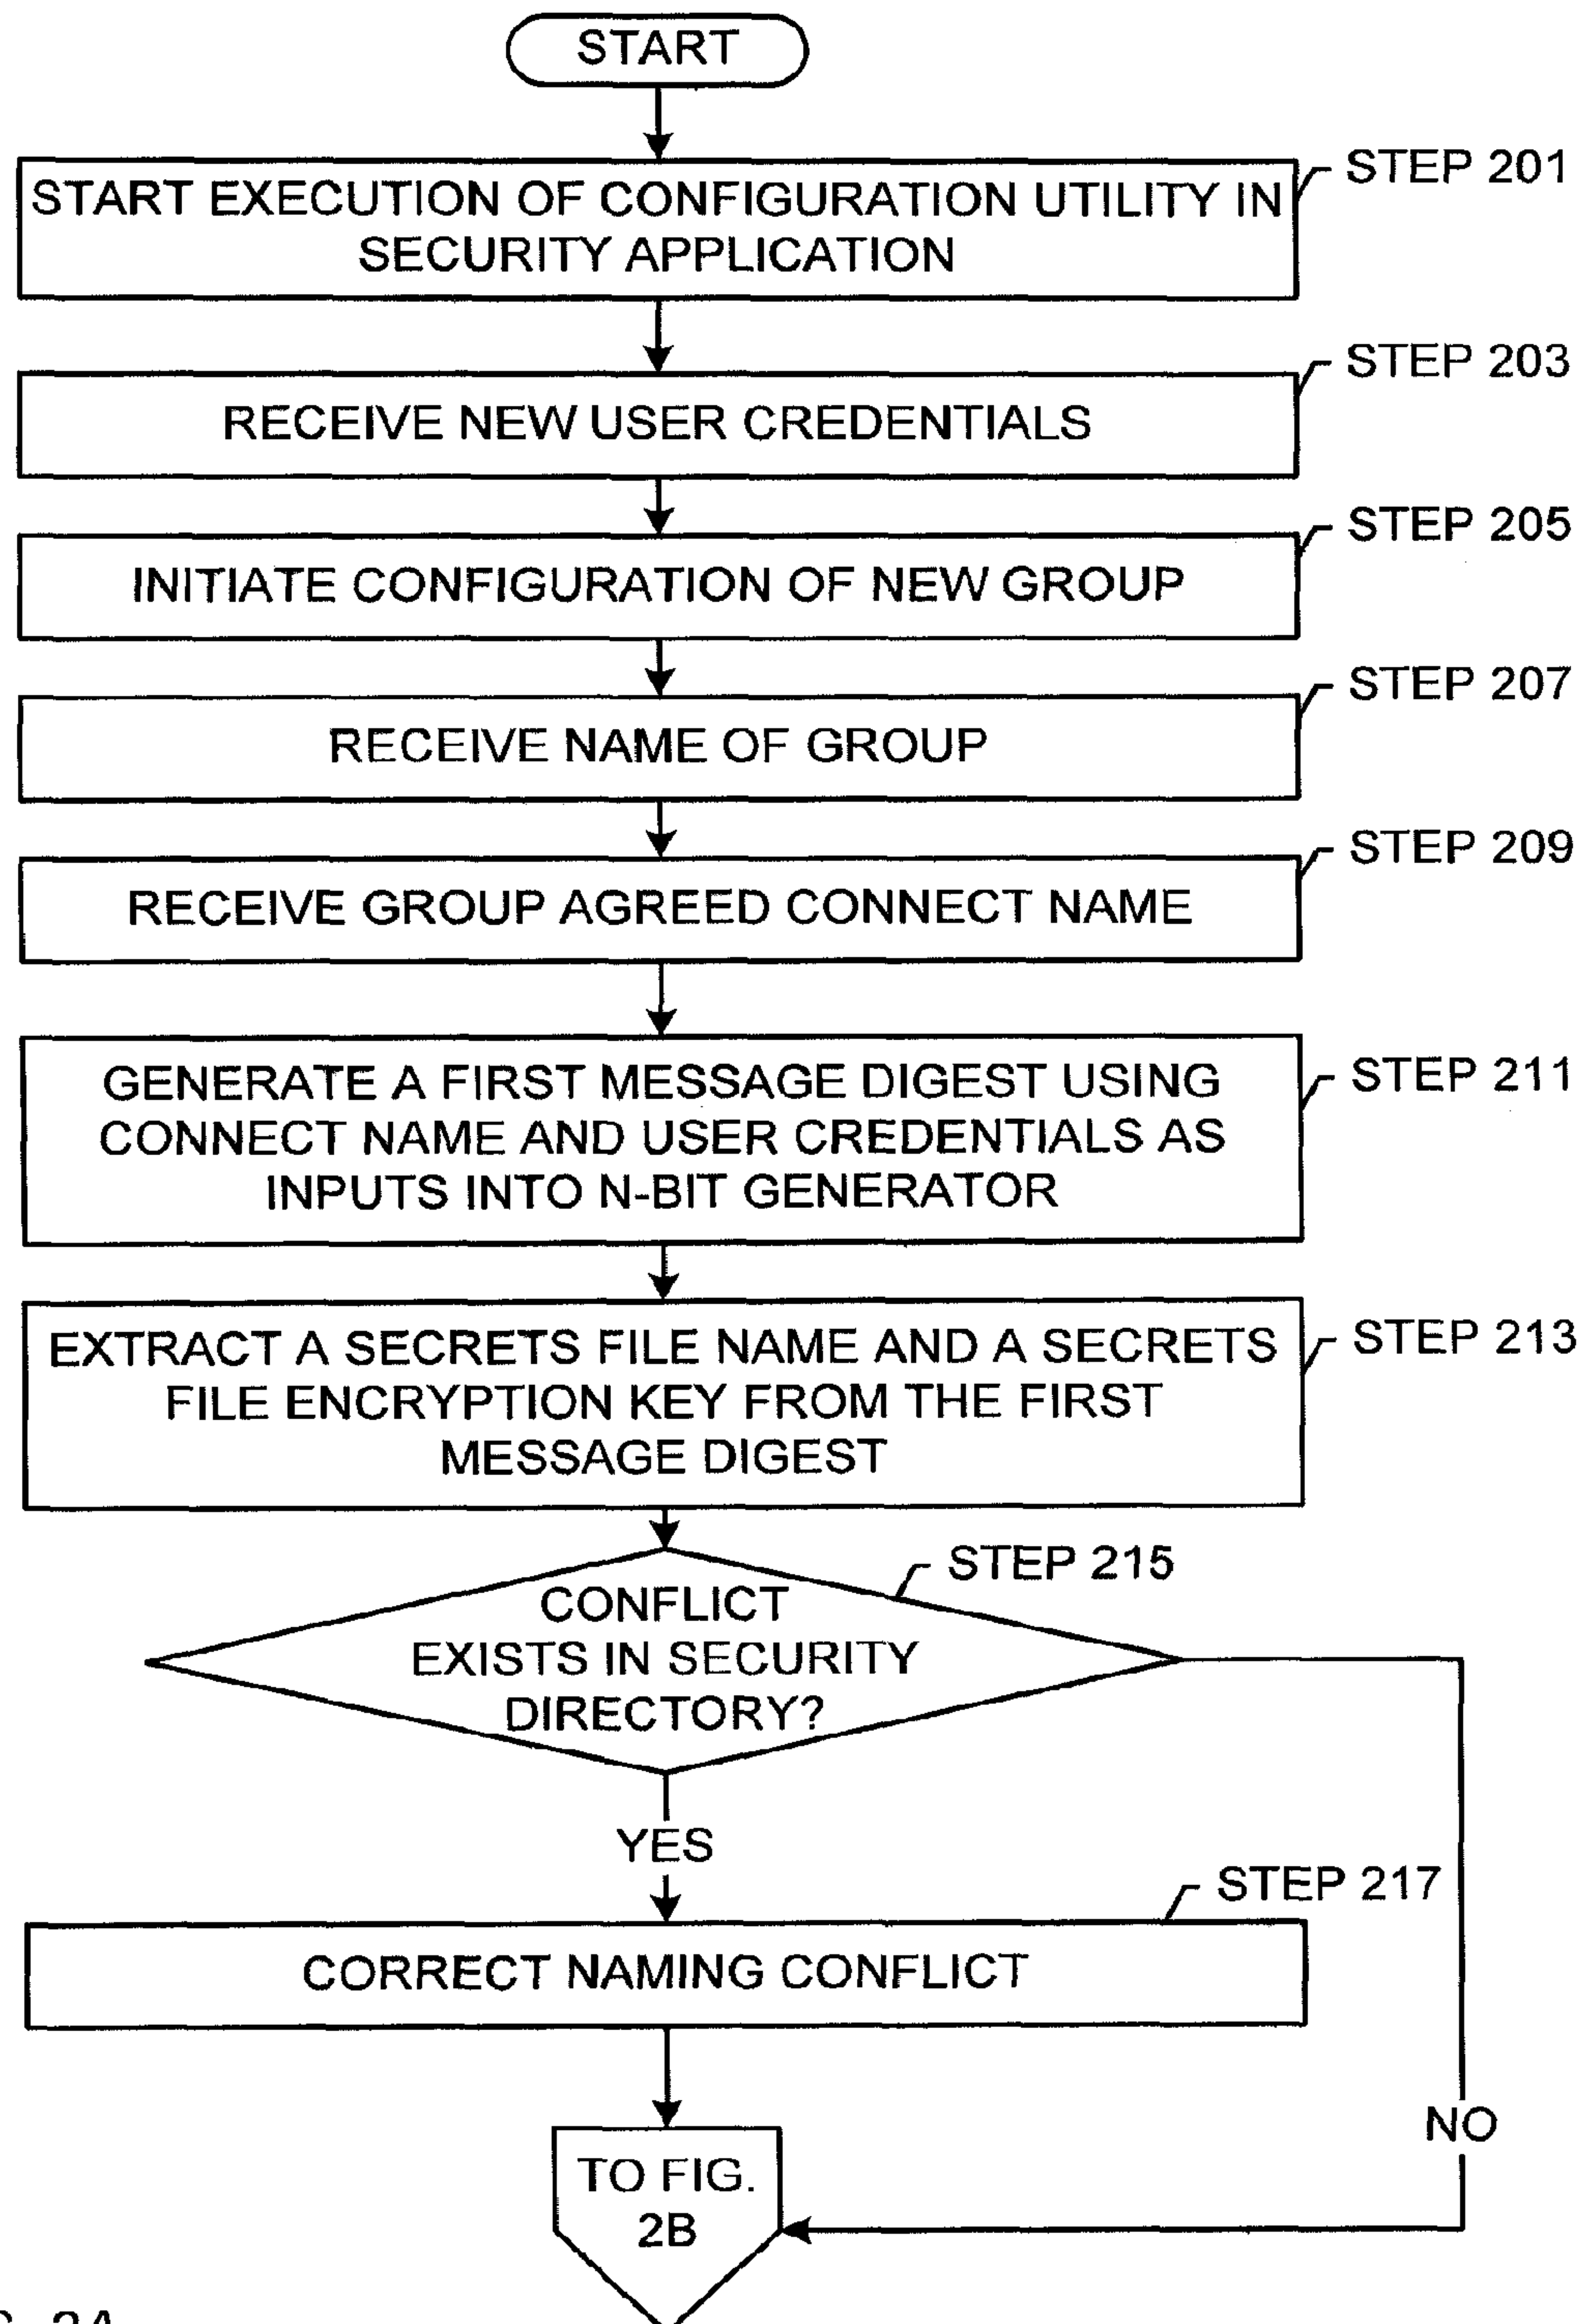 START
START EXECUTION OF CONFIGURATION UTILITY IN
SECURITY APPLICATION
STEP 201
RECEIVE NEW USER CREDENTIALS
STEP 203
INITIATE CONFIGURATION OF NEW GROUP
STEP 205
RECEIVE NAME OF GROUP
STEP 207
RECEIVE GROUP AGREED CONNECT NAME
STEP 209
GENERATE A FIRST MESSAGE DIGEST USING
CONNECT NAME AND USER CREDENTIALS AS
INPUTS INTO N-BIT GENERATOR
STEP 211
EXTRACT A SECRETS FILE NAME AND A SECRETS
FILE ENCRYPTION KEY FROM THE FIRST
MESSAGE DIGEST
STEP 213
CONFLICT
EXISTS IN SECURITY
DIRECTORY?
STEP 215
YES
STEP 217
CORRECT NAMING CONFLICT
NO
TO FIG.
2B
2A